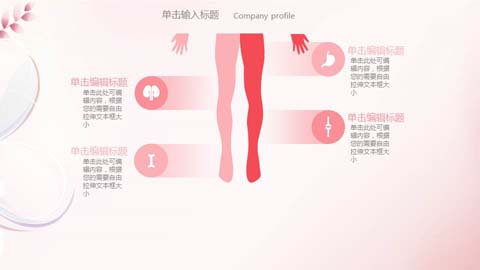 单击输入标题 Company profile
单击编辑标题
单击此处可编
辑内容，根据
您的需要自由
拉伸文本框大
小
单击编辑标题
单击此处可编
辑内容，根据
您的需要自由
拉伸文本框大
小
单击编辑标题
单击此处可编
辑内容，根据
您的需要自由
拉伸文本框大
小
单击编辑标题
单击此处可编
辑内容，根据
您的需要自由
拉伸文本框大
小